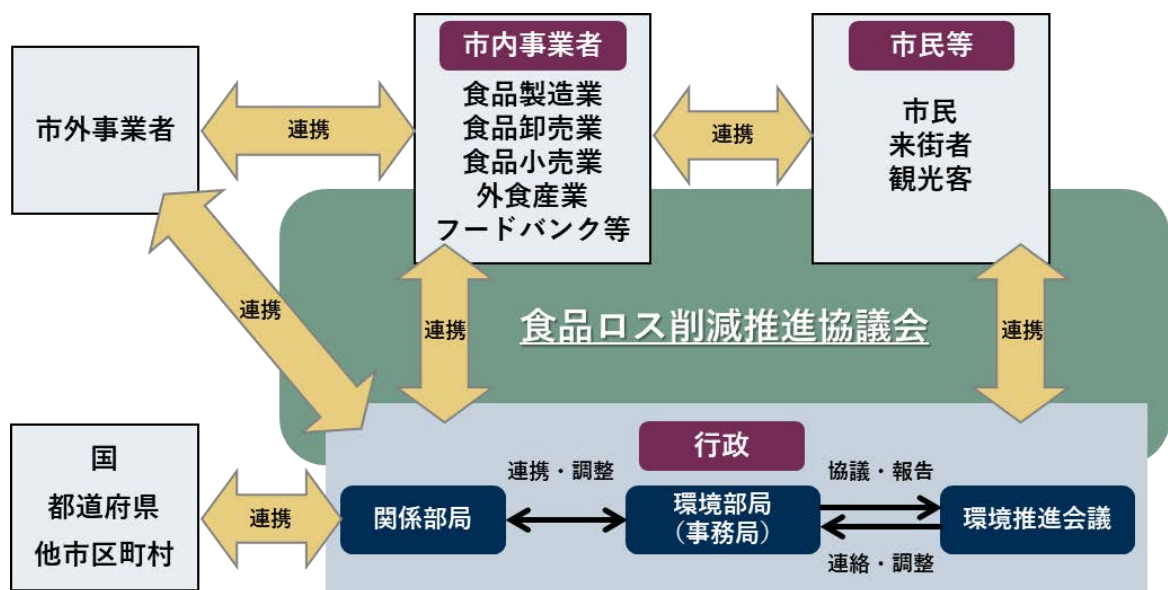 市内事業者
食品製造業
食品卸売業
食品小売業
外食産業
フードバンク等
市民等
市民
来街者
観光客
市外事業者
連携
連携
連携
連携
連携
食品ロス削減推進協議会
国
都道府県
他市区町村
連携
行政
関係部局
連携・調整
環境部局
（事務局）
協議・報告
連絡・調整
環境推進会議